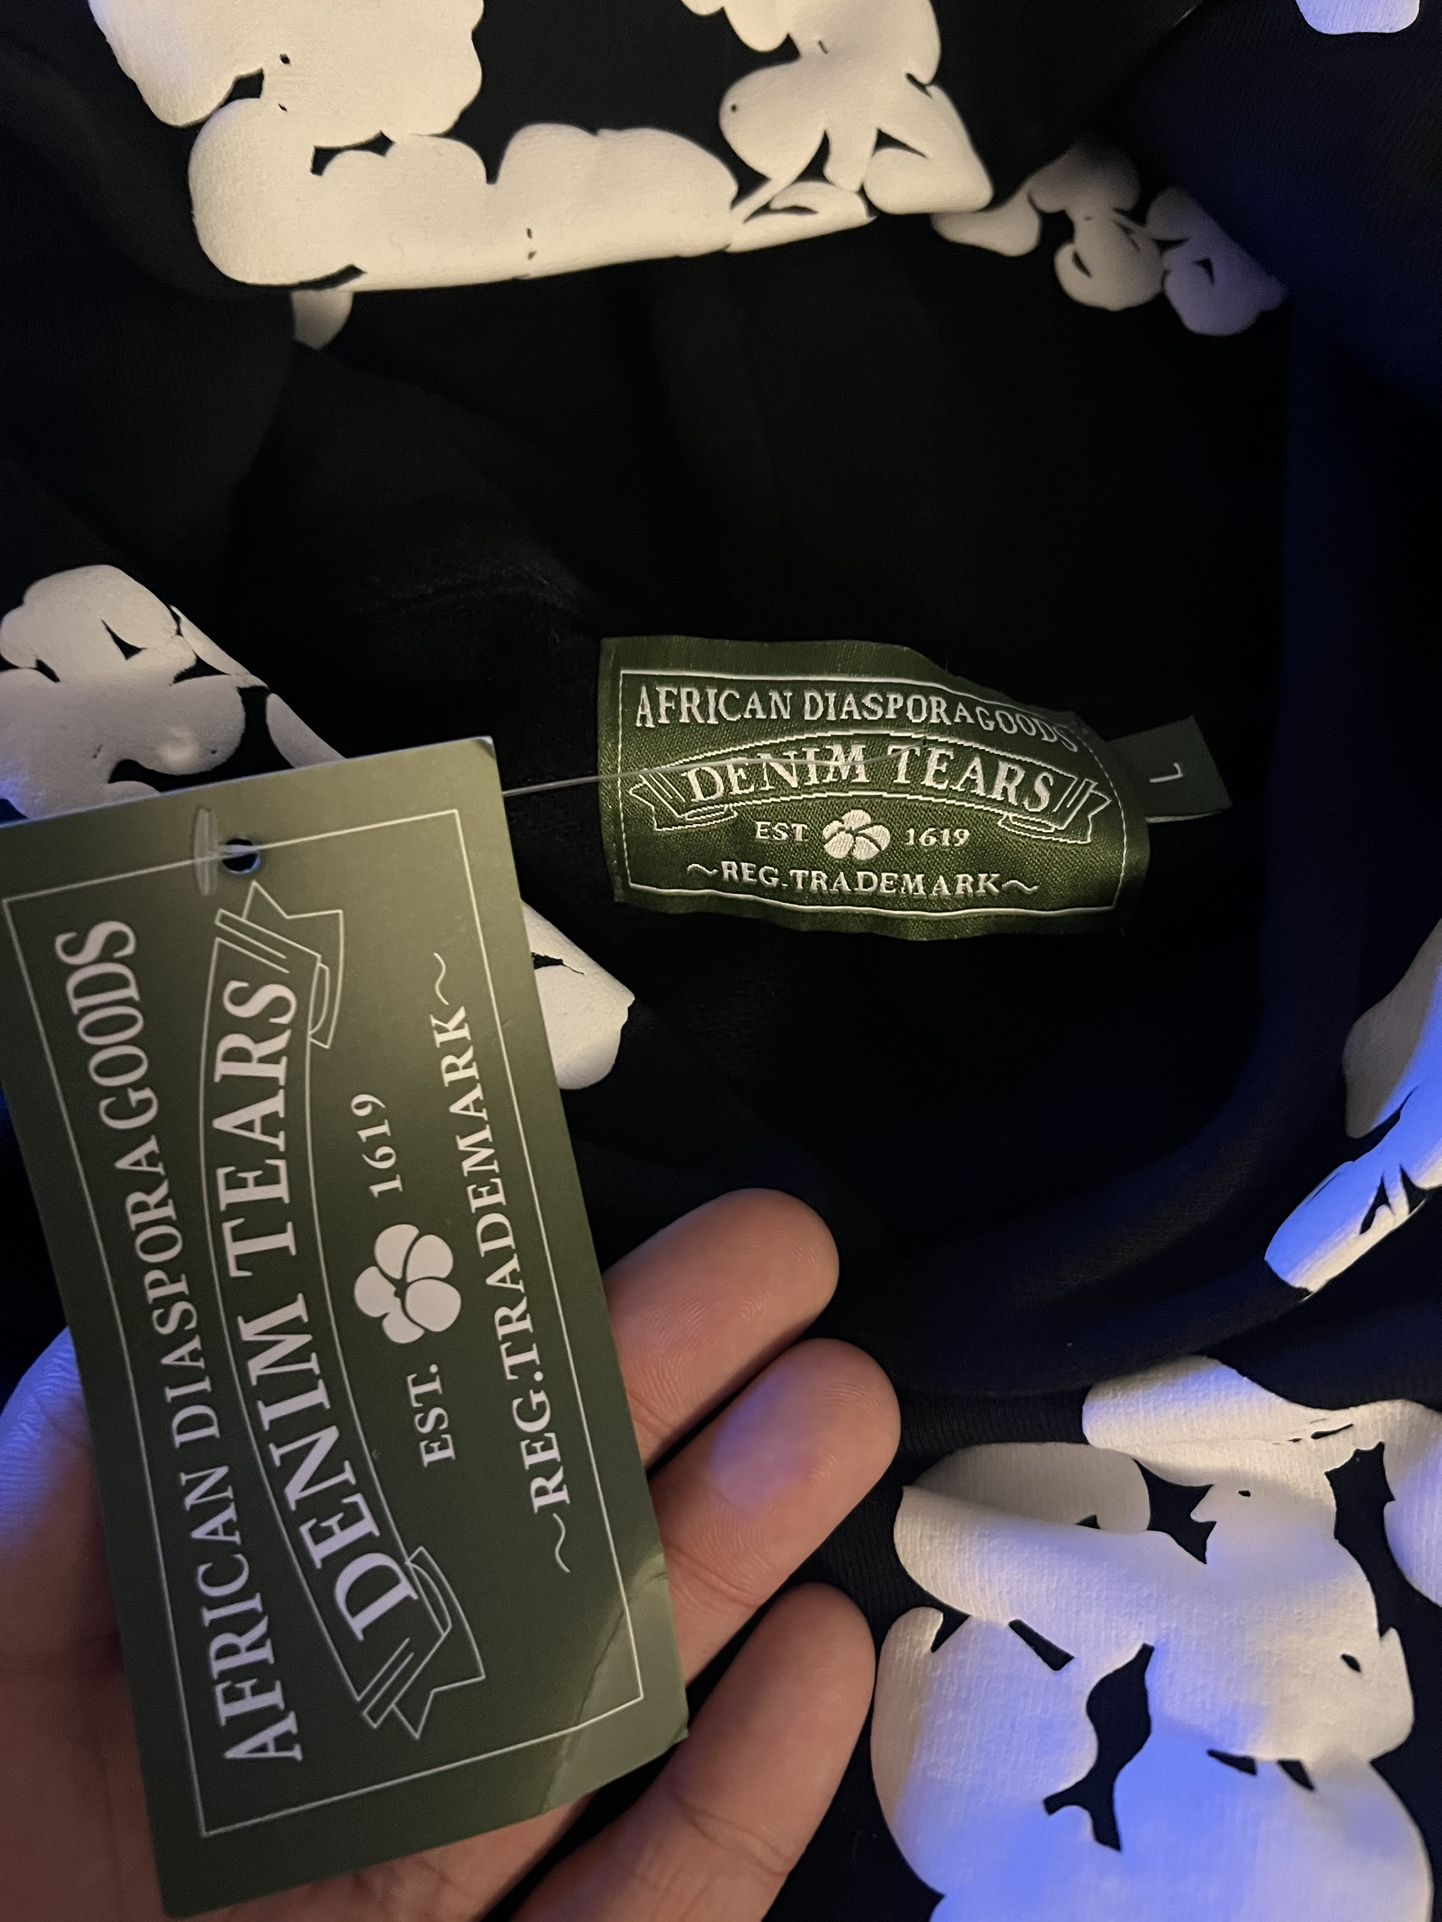 AFRICAN DIASPORA GOODS
DENIM TEARS
EST 1619
~REG.TRADEMARK~
L
AFRICAN DIASPORA GOODS
DENIM TEARS
EST. 1619
~REG.TRADEMARK~